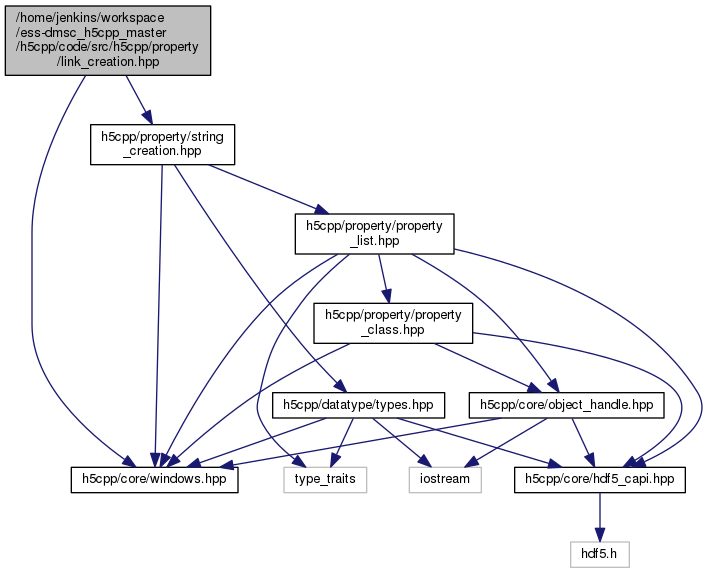 /home/jenkins/workspace
/ess-dmsc_h5cpp_master
/h5cpp/code/src/h5cpp/property
/link_creation.hpp
h5cpp/property/string
_creation.hpp
h5cpp/property/property
_list.hpp
h5cpp/property/property
_class.hpp
h5cpp/datatype/types.hpp
h5cpp/core/object_handle.hpp
h5cpp/core/windows.hpp
type_traits
iostream
h5cpp/core/hdf5_capi.hpp
hdf5.h